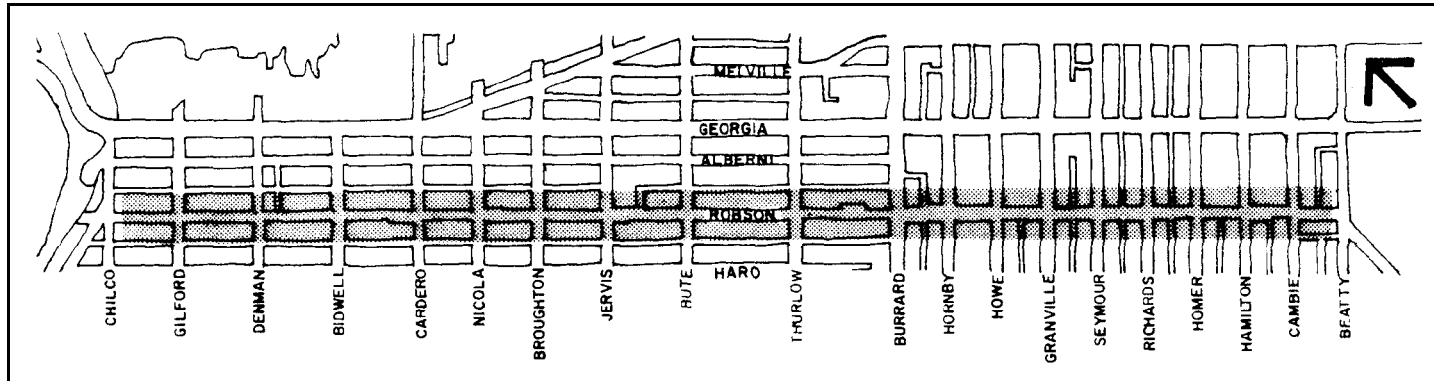 MELVILLE
GEORGIA
ALBERNI
ROBSON
HARO
CHILCO
GILFORD
DENMAN
BIDWELL
CARDERO
NICOLA
BROUGHTON
JERVIS
BUTE
THURLOW
BURRARD
HORNBY
HOWE
GRANVILLE
SEYMOUR
RICHARDS
HOMER
HAMILTON
CAMBIE
BEATTY